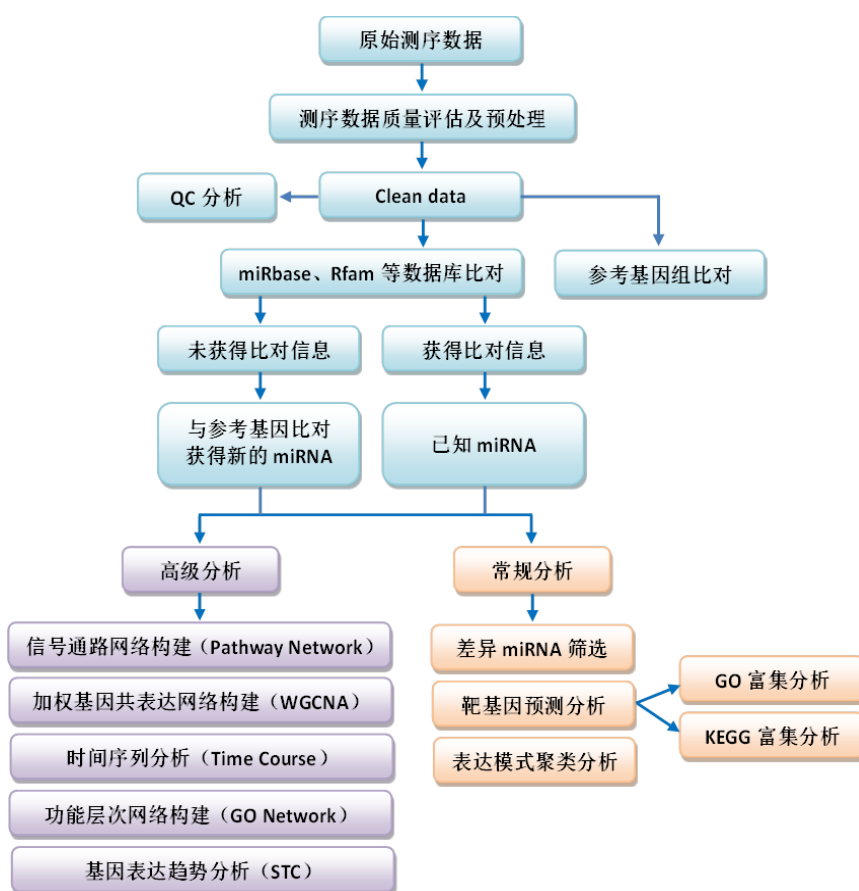 原始测序数据
测序数据质量评估及预处理
QC 分析
Clean data
miRbase、Rfam 等数据库比对
参考基因组比对
未获得比对信息
获得比对信息
与参考基因比对
获得新的 miRNA
已知 miRNA
高级分析
常规分析
信号通路网络构建（Pathway Network）
加权基因共表达网络构建（WGCNA）
时间序列分析（Time Course）
功能层次网络构建（GO Network）
基因表达趋势分析（STC）
差异 miRNA 筛选
靶基因预测分析
表达模式聚类分析
GO 富集分析
KEGG 富集分析